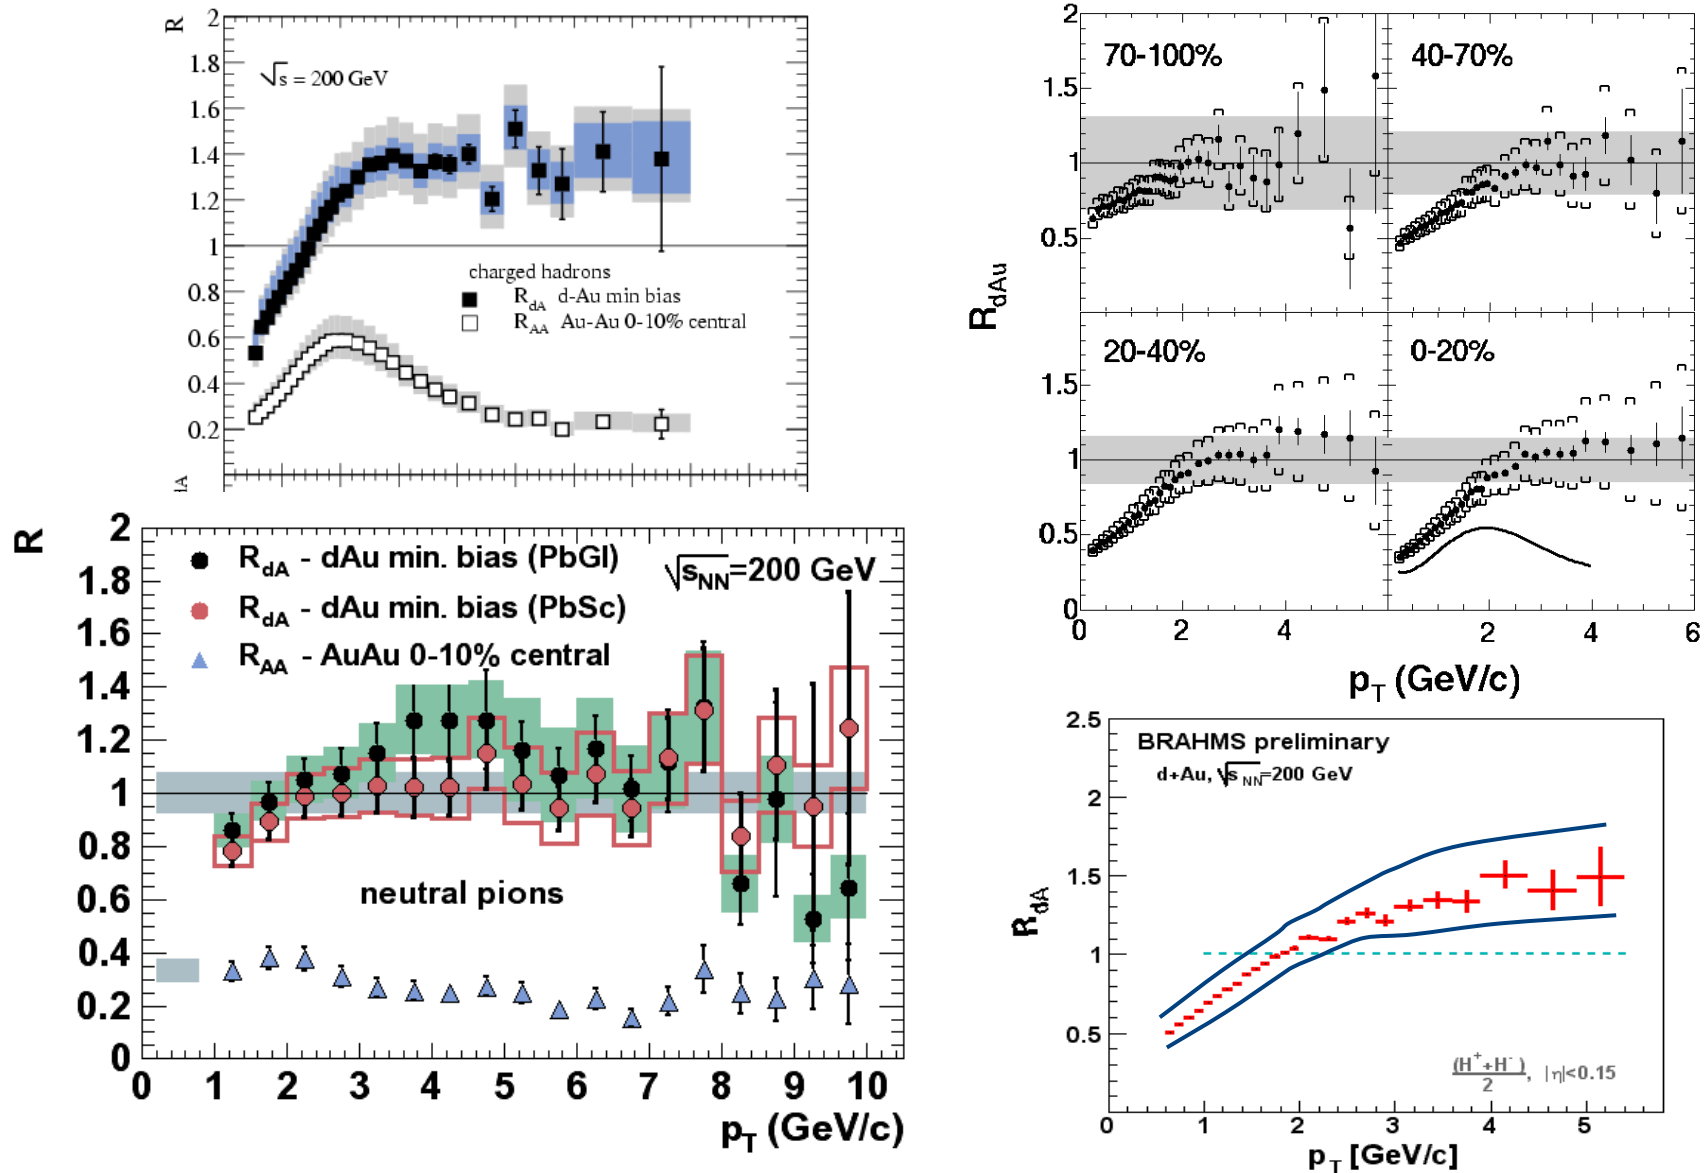 R
2
1.8
1.6
1.4
1.2
1
0.8
0.6
0.4
0.2
√s = 200 GeV
charged hadrons
R_dA d-Au min bias
R_AA Au-Au 0-10% central
R_dAu
2
1.5
1
0.5
1.5
1
0.5
0
70-100%
40-70%
20-40%
0-20%
0
2
4
2
4
6
p_T (GeV/c)
R
2
1.8
1.6
1.4
1.2
1
0.8
0.6
0.4
0.2
0
R_dA - dAu min. bias (PbGl)
R_dA - dAu min. bias (PbSc)
R_AA - AuAu 0-10% central
√s_NN=200 GeV
neutral pions
0 1 2 3 4 5 6 7 8 9 10
p_T (GeV/c)
R_dA
2.5
2
1.5
1
0.5
BRAHMS preliminary
d+Au, √s_NN=200 GeV
(H⁺+H⁻)/2, |η|<0.15
0 1 2 3 4 5
p_T [GeV/c]